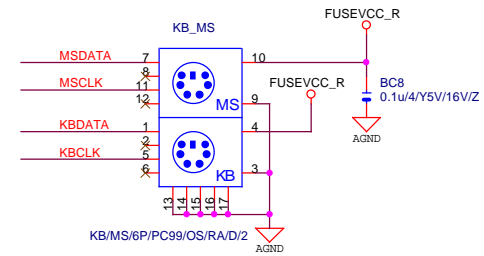 FUSEVCC_R
KB_MS
MSDATA 7 10
8
MSCLK 11 FUSEVCC_R BC8
0.1u/4/Y5V/16V/Z
12 MS 9
KBDATA 1 4 AGND
2
KBCLK 5
6 KB 3
13 14 15 16 17
KB/MS/6P/PC99/OS/RA/D/2
AGND